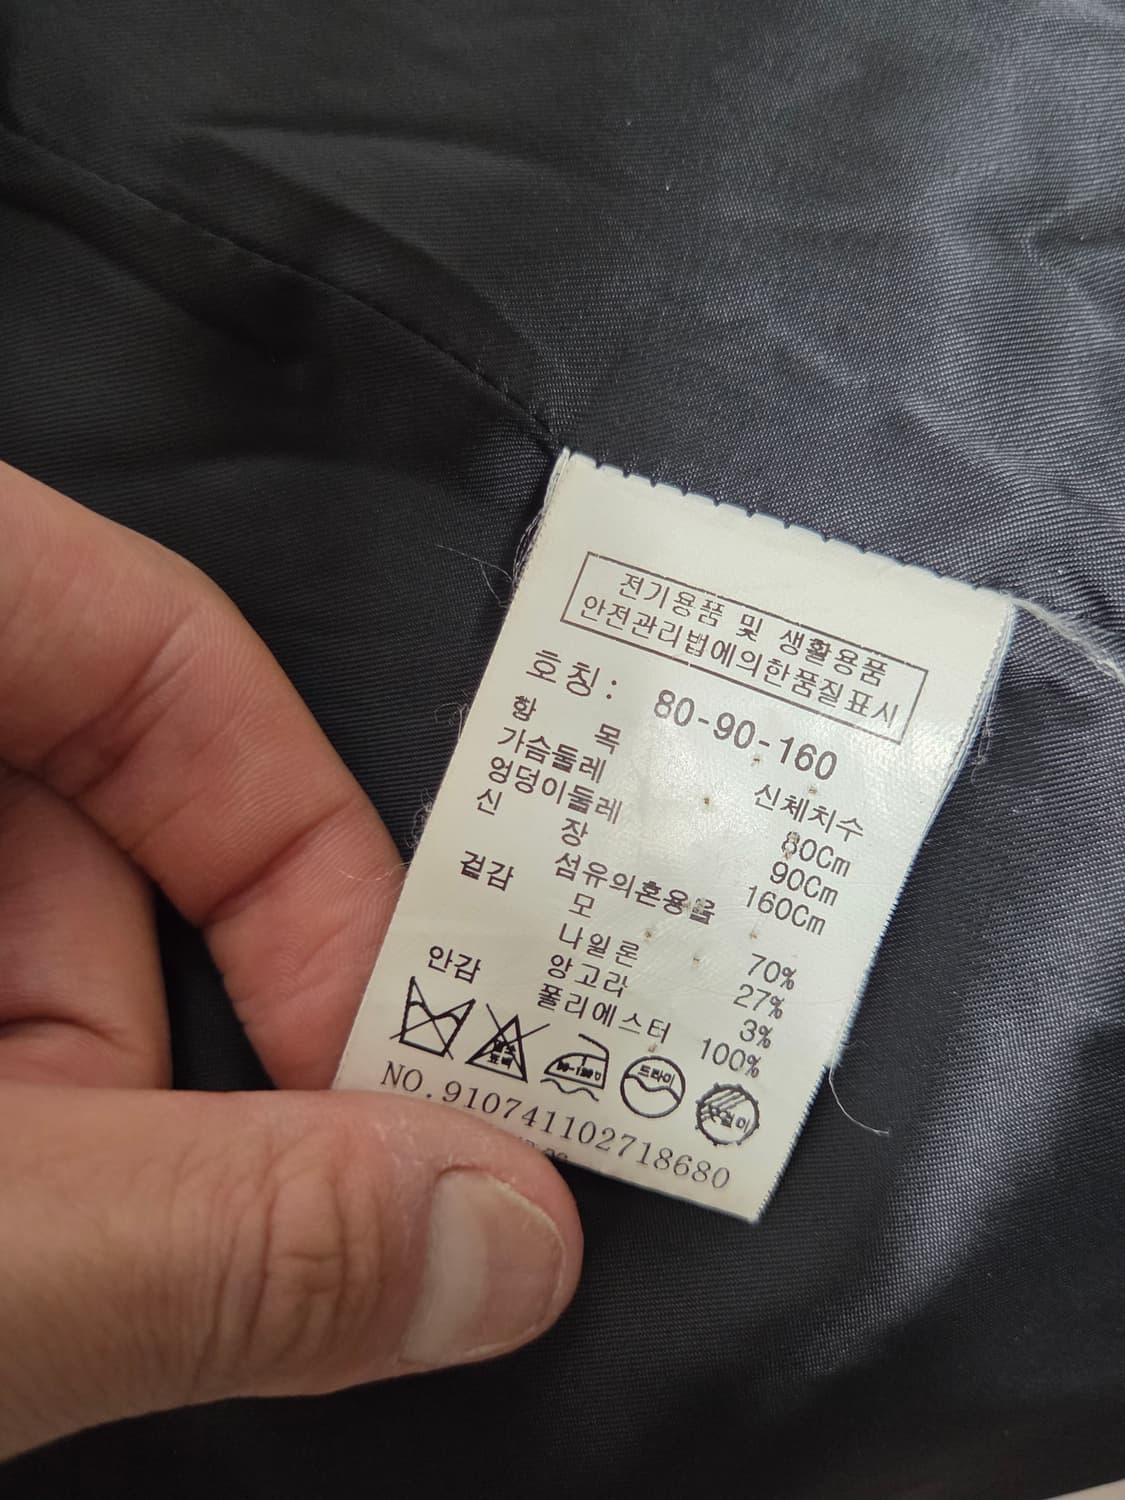 전기용품 및 생활용품
안전관리법에의한품질표시
호칭: 80-90-160
항 목 신체치수
가슴둘레 80Cm
엉덩이둘레 90Cm
신 장 160Cm
섬유의혼용율
겉감 모 70%
나일론 27%
앙고라 3%
안감 폴리에스터 100%
드라이
옷걸이
NO.910741102718680